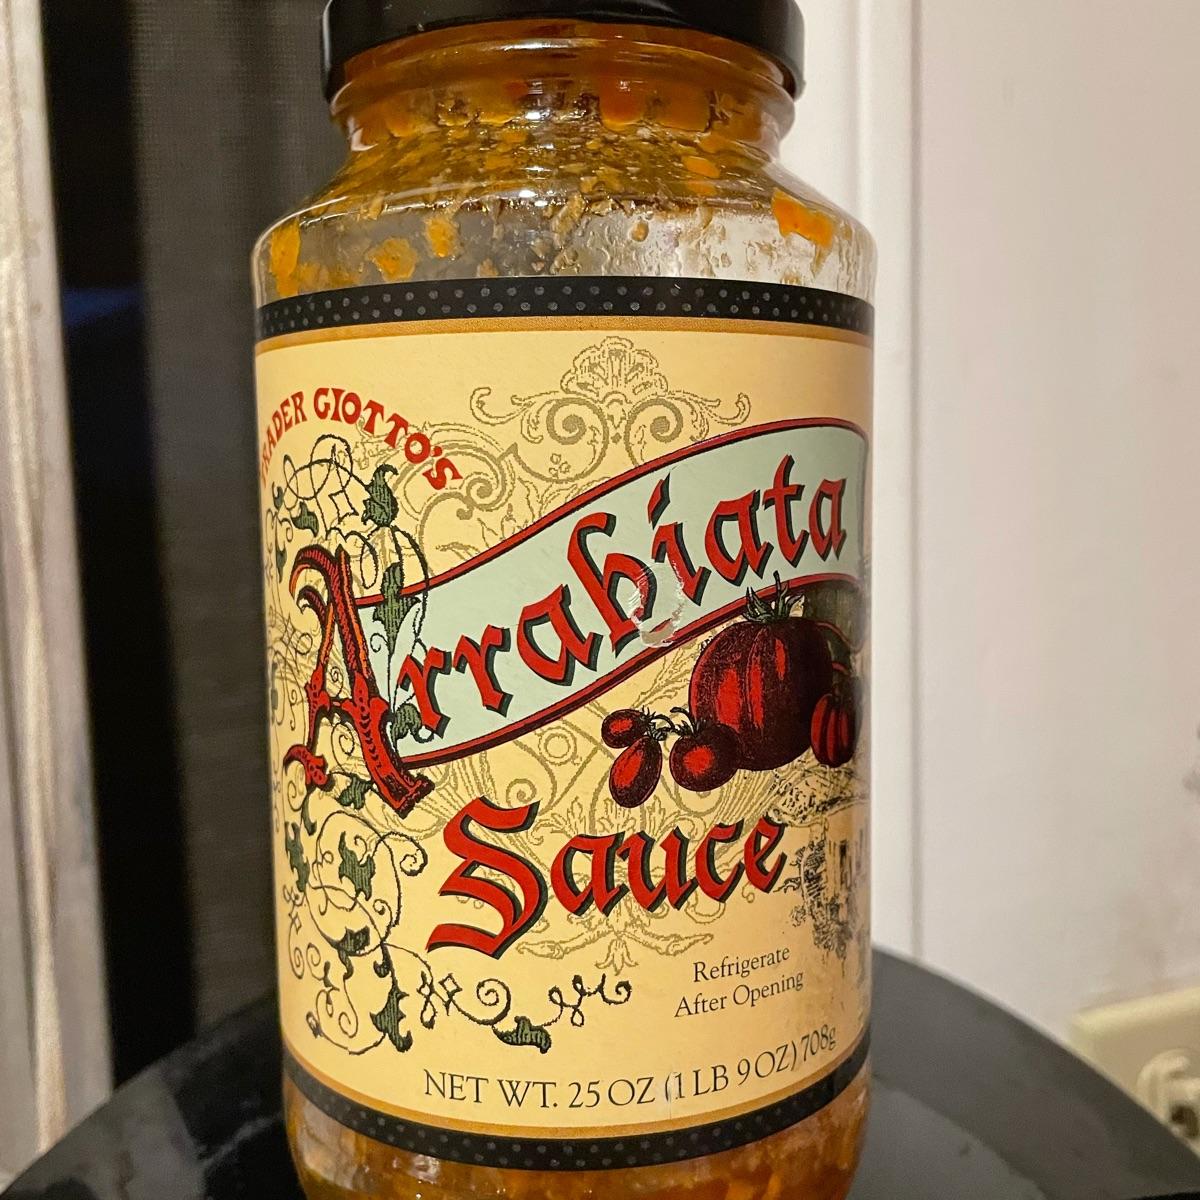 TRADER GIOTTO'S
Arrabiata
Sauce
Refrigerate
After Opening
NET WT. 25 OZ (1 LB 9 OZ) 708g